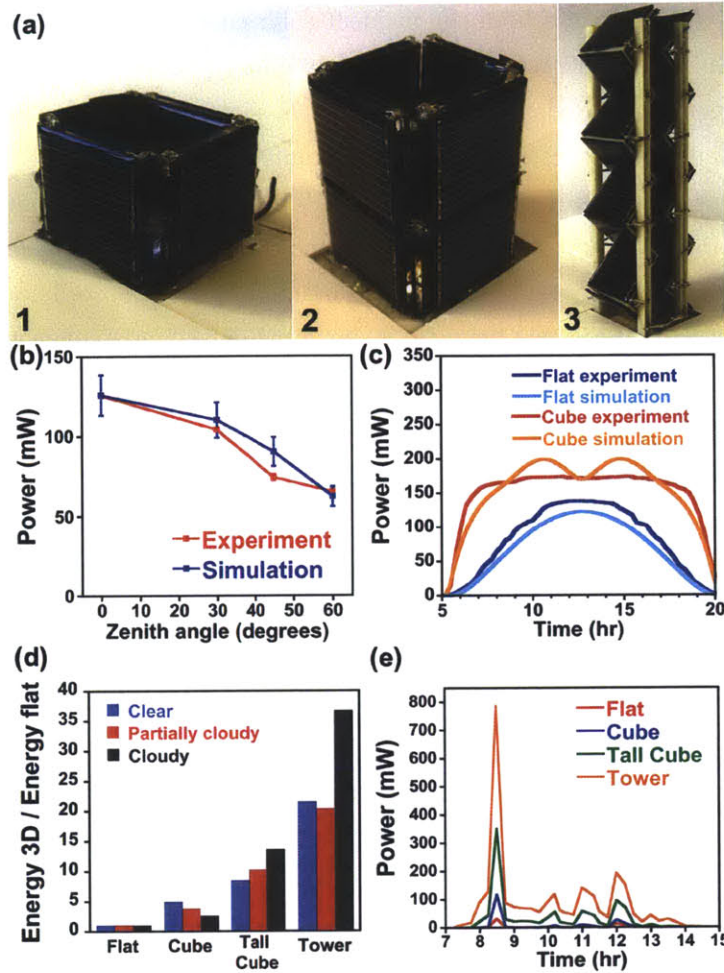 (a)
1
2
3
(b)
150
100
50
0
Power (mW)
0 10 20 30 40 50 60
Zenith angle (degrees)
Experiment
Simulation
(c)
350
300
250
200
150
100
50
0
Power (mW)
5 10 15 20
Time (hr)
Flat experiment
Flat simulation
Cube experiment
Cube simulation
(d)
40
35
30
25
20
15
10
5
0
Energy 3D / Energy flat
Clear
Partially cloudy
Cloudy
Flat Cube Tall Tower
Cube
(e)
800
700
600
500
400
300
200
100
0
Power (mW)
7 8 9 10 11 12 13 14 15
Time (hr)
Flat
Cube
Tall Cube
Tower